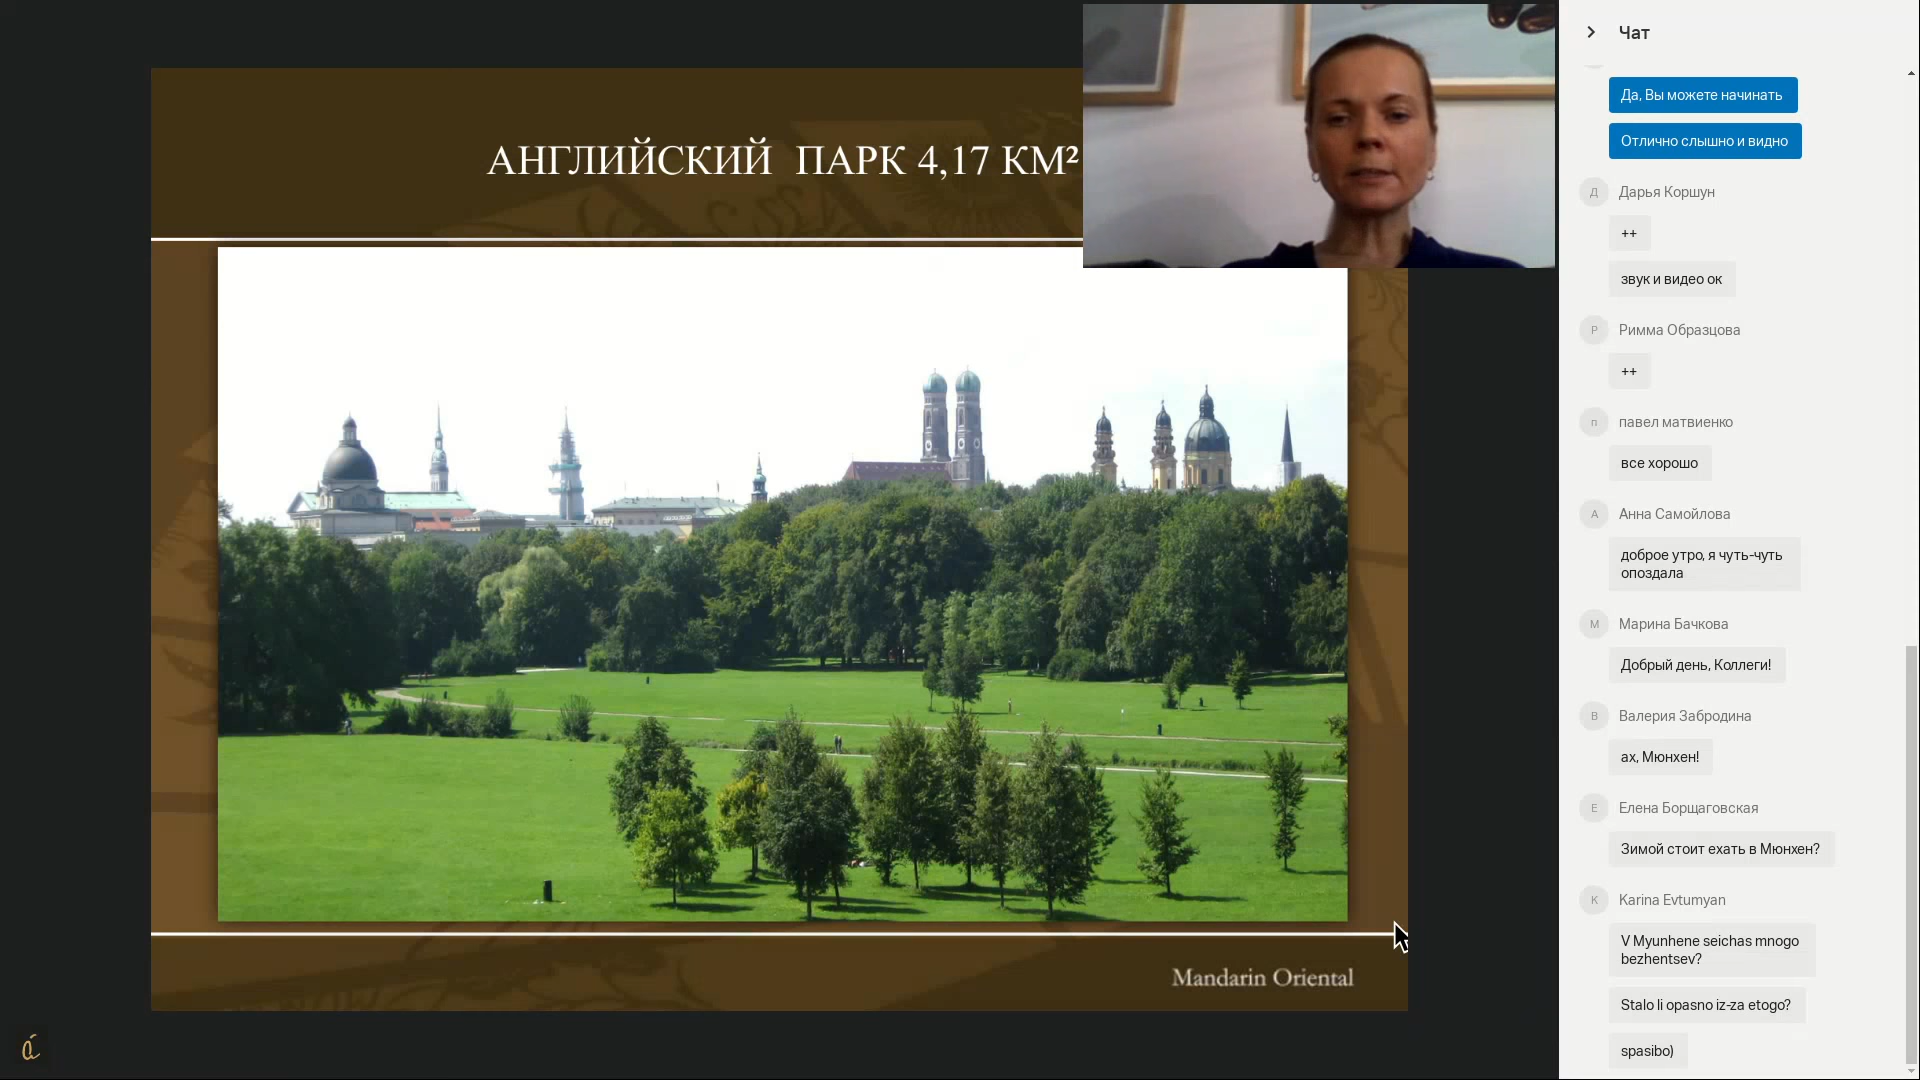 АНГЛИЙСКИЙ ПАРК 4,17 КМ²
Mandarin Oriental
á
Чат
Да, Вы можете начинать
Отлично слышно и видно
Д
Дарья Коршун
++
звук и видео ок
Р
Римма Образцова
++
п
павел матвиенко
все хорошо
А
Анна Самойлова
доброе утро, я чуть-чуть
опоздала
М
Марина Бачкова
Добрый день, Коллеги!
В
Валерия Забродина
ах, Мюнхен!
Е
Елена Борщаговская
Зимой стоит ехать в Мюнхен?
K
Karina Evtumyan
V Myunhene seichas mnogo
bezhentsev?
Stalo li opasno iz-za etogo?
spasibo)